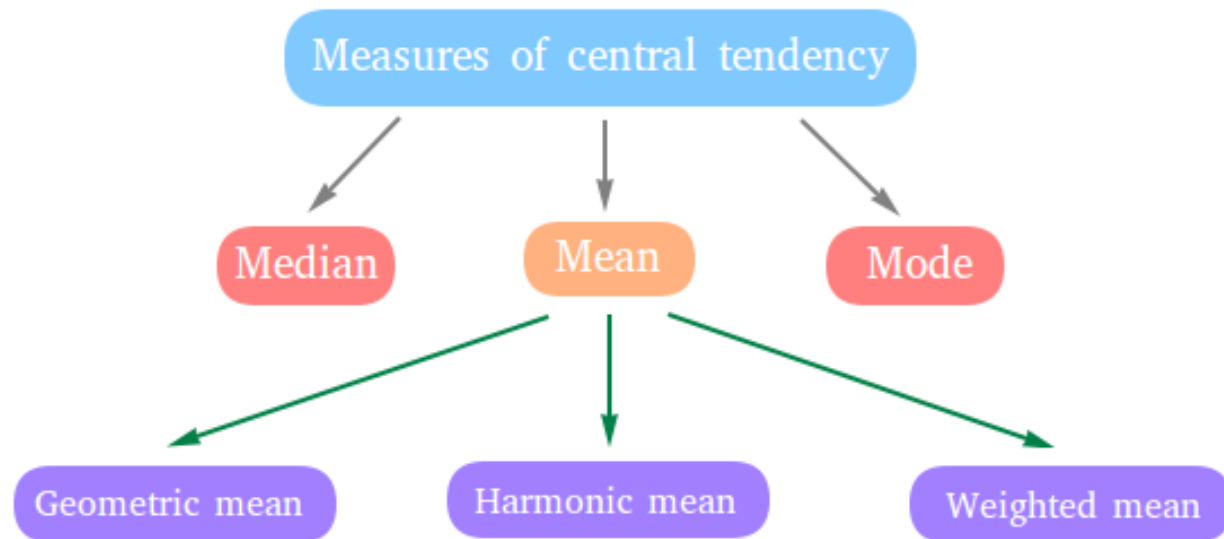 Measures of central tendency
Median
Mean
Mode
Geometric mean
Harmonic mean
Weighted mean